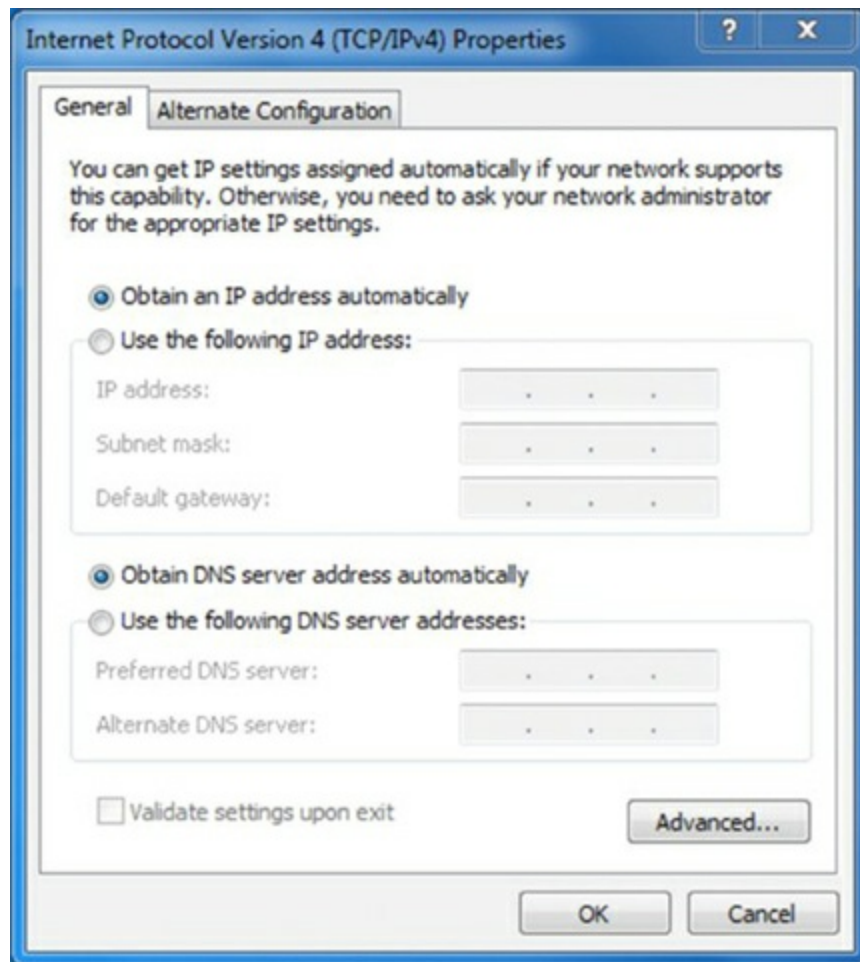 Internet Protocol Version 4 (TCP/IPv4) Properties
?
X
General
Alternate Configuration
You can get IP settings assigned automatically if your network supports
this capability. Otherwise, you need to ask your network administrator
for the appropriate IP settings.
Obtain an IP address automatically
Use the following IP address:
IP address:
. . .
Subnet mask:
. . .
Default gateway:
. . .
Obtain DNS server address automatically
Use the following DNS server addresses:
Preferred DNS server:
. . .
Alternate DNS server:
. . .
Validate settings upon exit
Advanced...
OK
Cancel